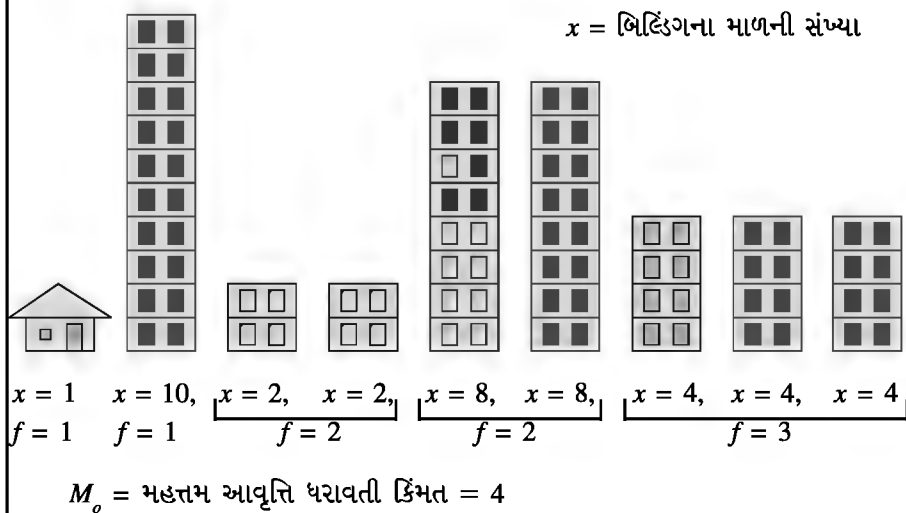 x = બિલ્ડિંગના માળની સંખ્યા
x = 1 x = 10, x = 2, x = 2, x = 8, x = 8, x = 4, x = 4, x = 4
f = 1 f = 1 f = 2 f = 2 f = 3
M_o = મહત્તમ આવૃત્તિ ધરાવતી કિંમત = 4